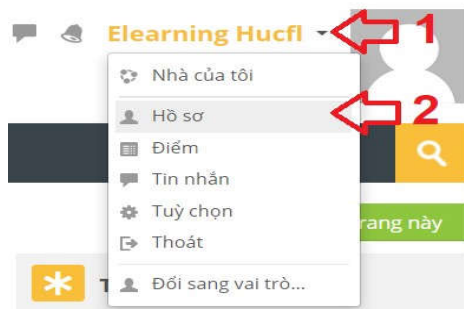 Elearning Hucfl 1
Nhà của tôi
Hồ sơ 2
Điểm
Tin nhắn
Tuỳ chọn
rang này
Thoát
T
Đổi sang vai trò...